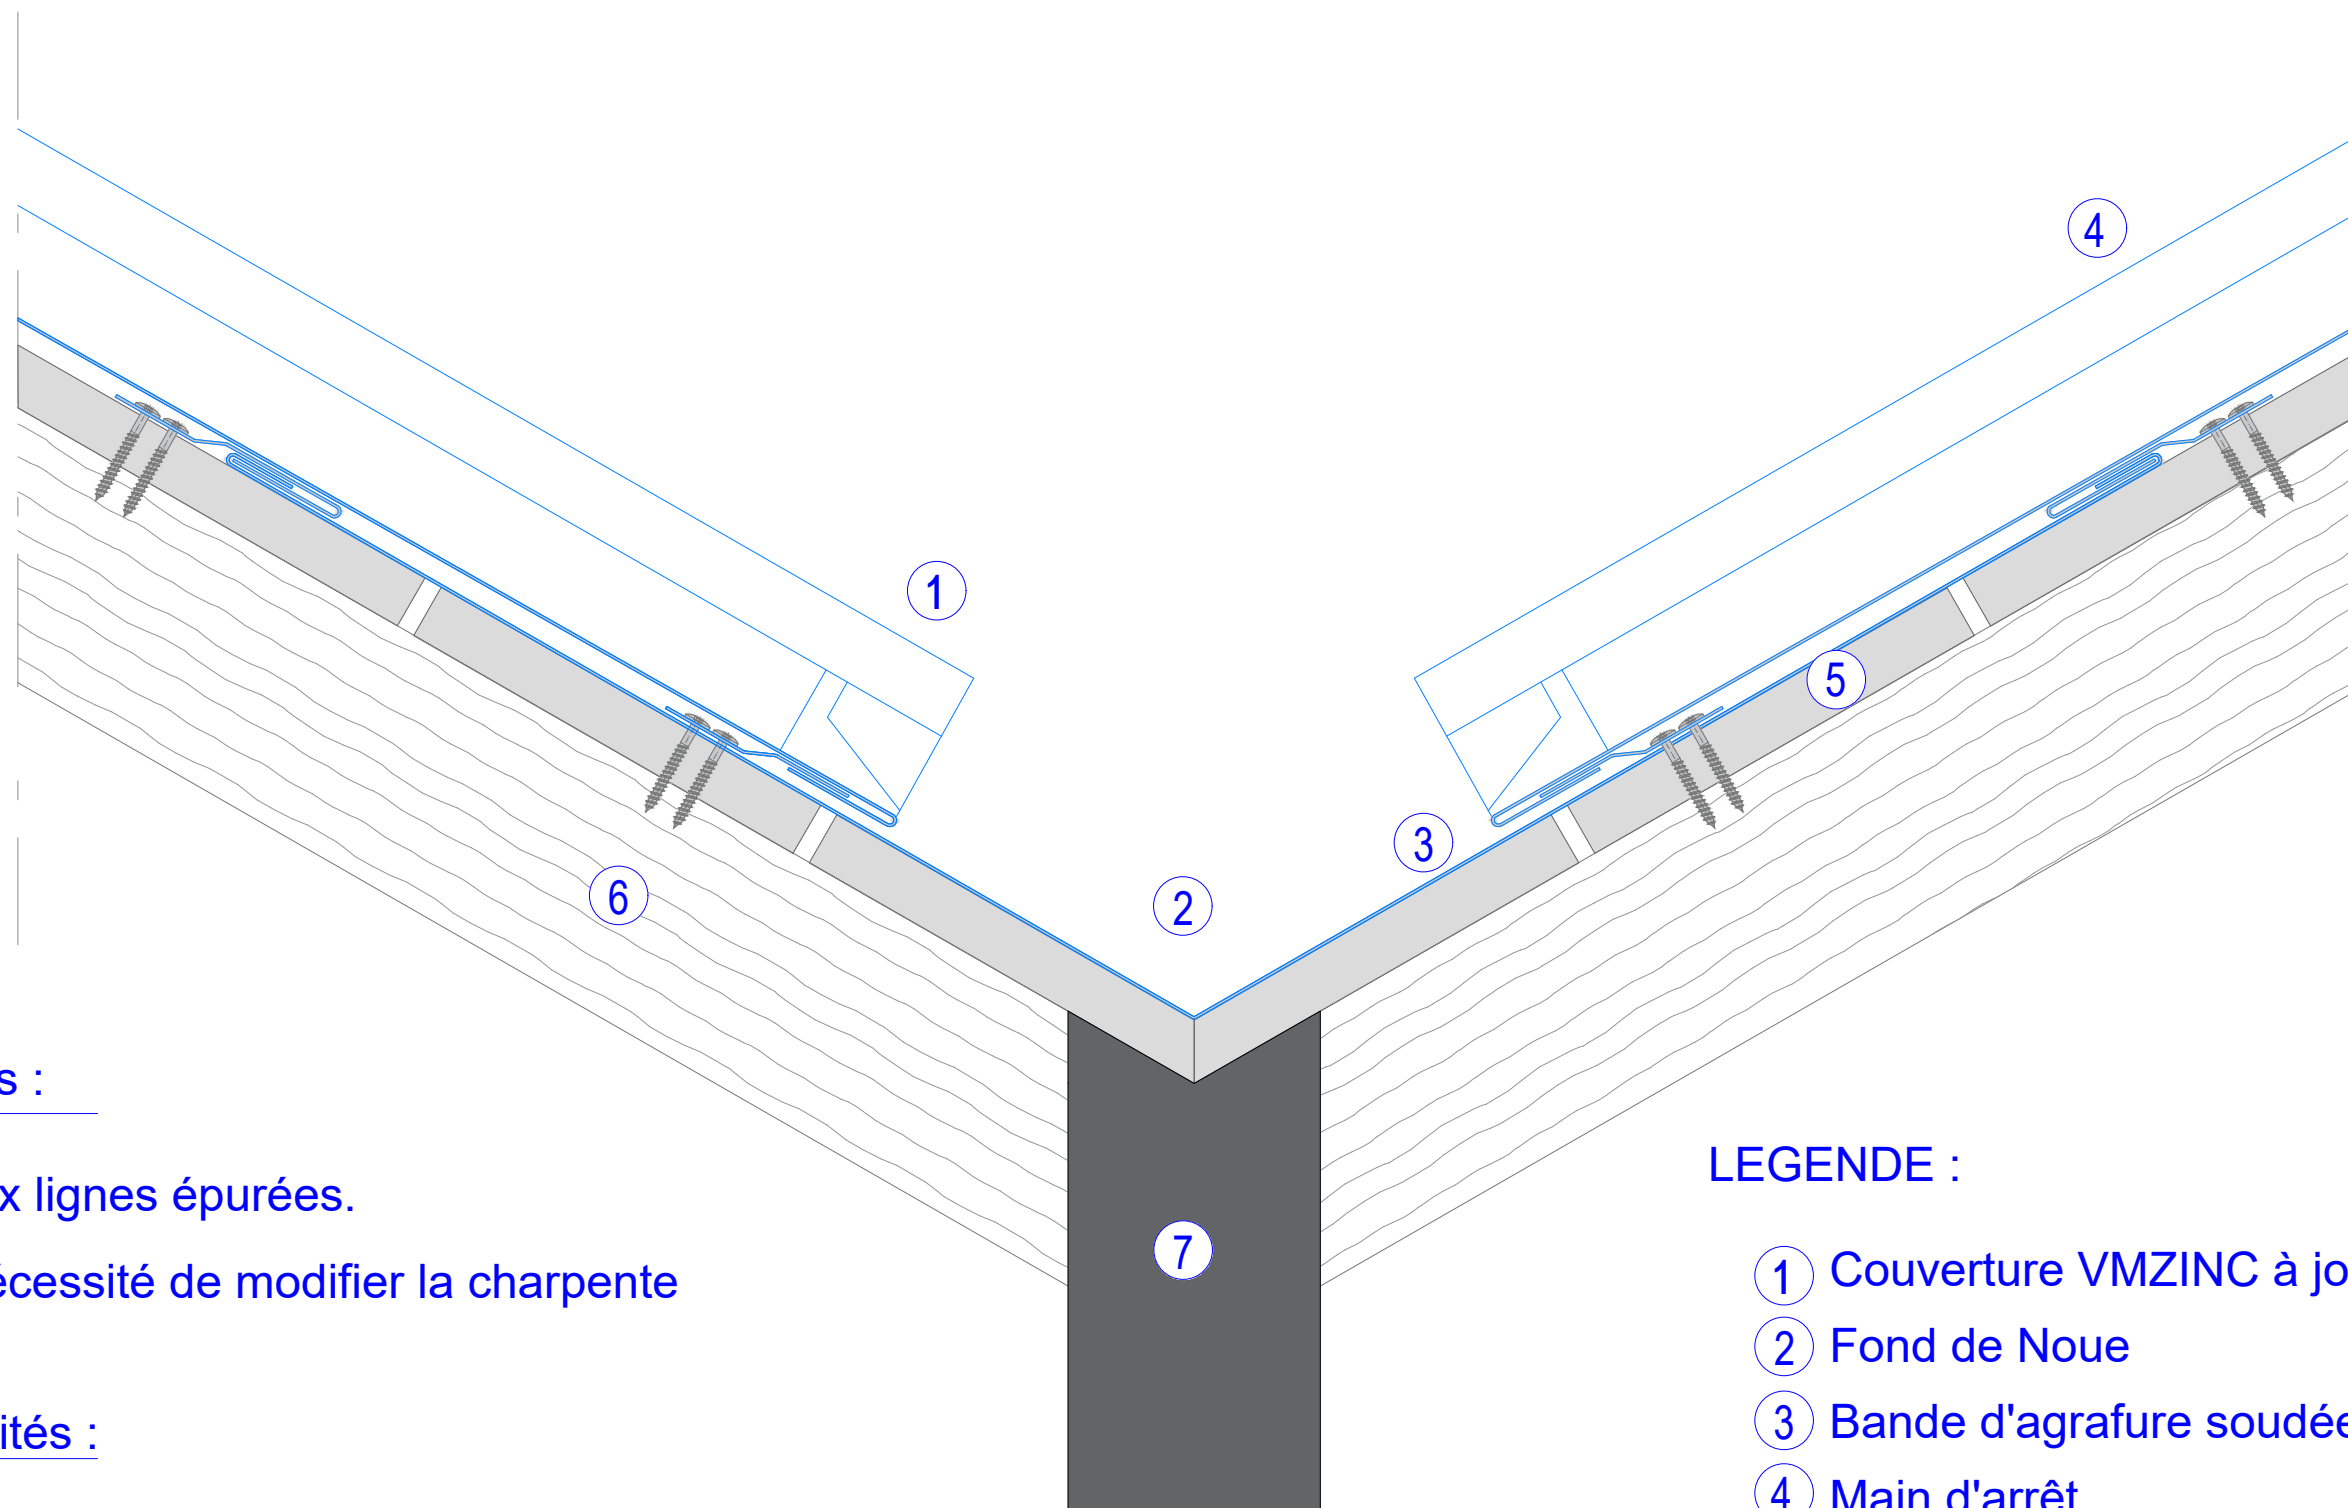 4
1
5
3
6
2
s :
x lignes épurées.
écessité de modifier la charpente
7
ités :
LEGENDE :
1 Couverture VMZINC à jo
2 Fond de Noue
3 Bande d'agrafure soudée
4 Main d'arrêt